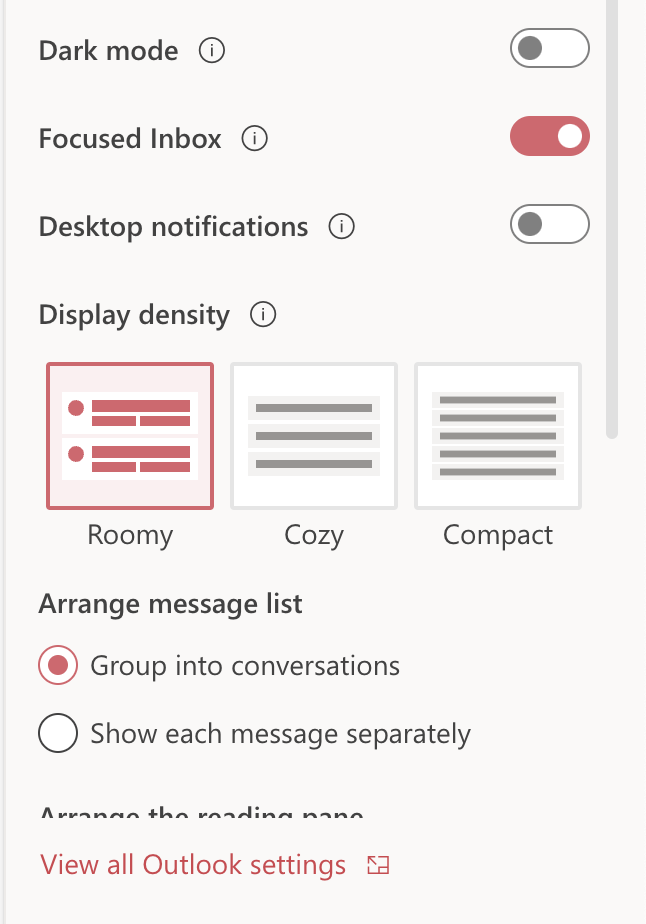 Dark mode
Focused Inbox
Desktop notifications
Display density
Roomy Cozy Compact
Arrange message list
Group into conversations
Show each message separately
Arrange the reading pane
View all Outlook settings